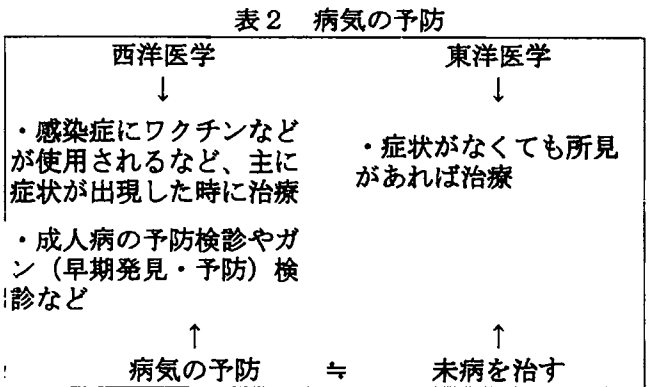 表2 病気の予防
西洋医学 東洋医学
↓ ↓
・感染症にワクチンなど
が使用されるなど、主に
症状が出現した時に治療
・症状がなくても所見
があれば治療
・成人病の予防検診やガ
ン（早期発見・予防）検
診など
↑ ↑
病気の予防 ≒ 未病を治す